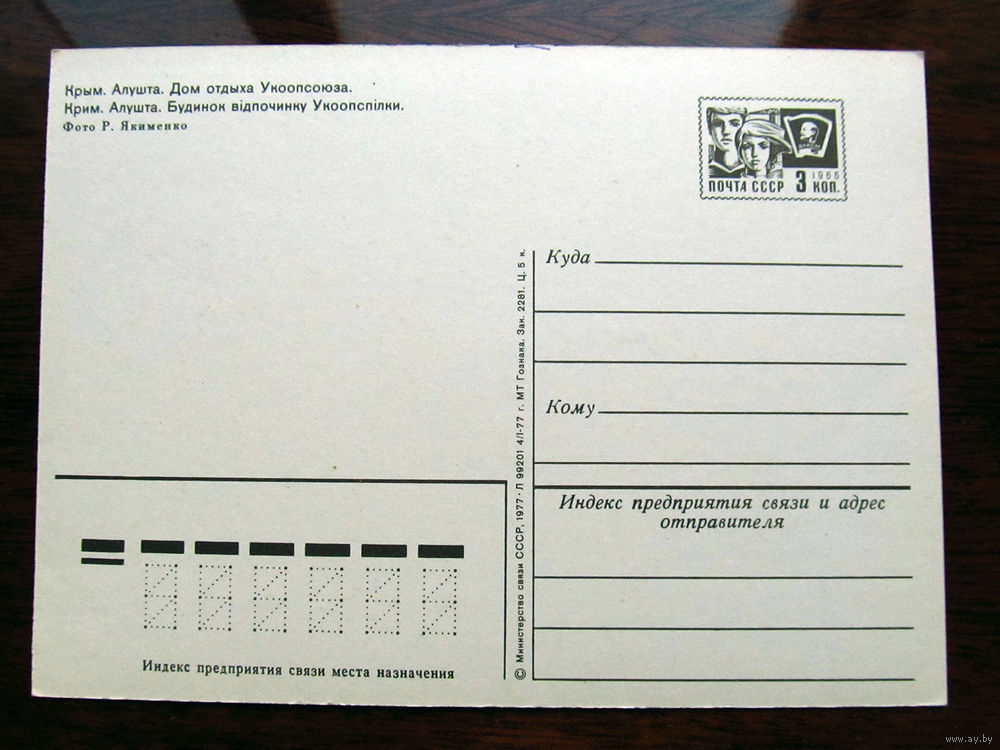 Крым. Алушта. Дом отдыха Укоопсоюза.
Крим. Алушта. Будинок відпочинку Укоопспілки.
Фото Р. Якименко
ВЛКСМ
1966
ПОЧТА СССР 3 КОП.
Куда
Кому
Индекс предприятия связи и адрес
отправителя
© Министерство связи СССР, 1977 · Л 99201 4/I-77 г. МТ Гознака. Зак. 2281. Ц. 5 к.
Индекс предприятия связи места назначения
www.ay.by